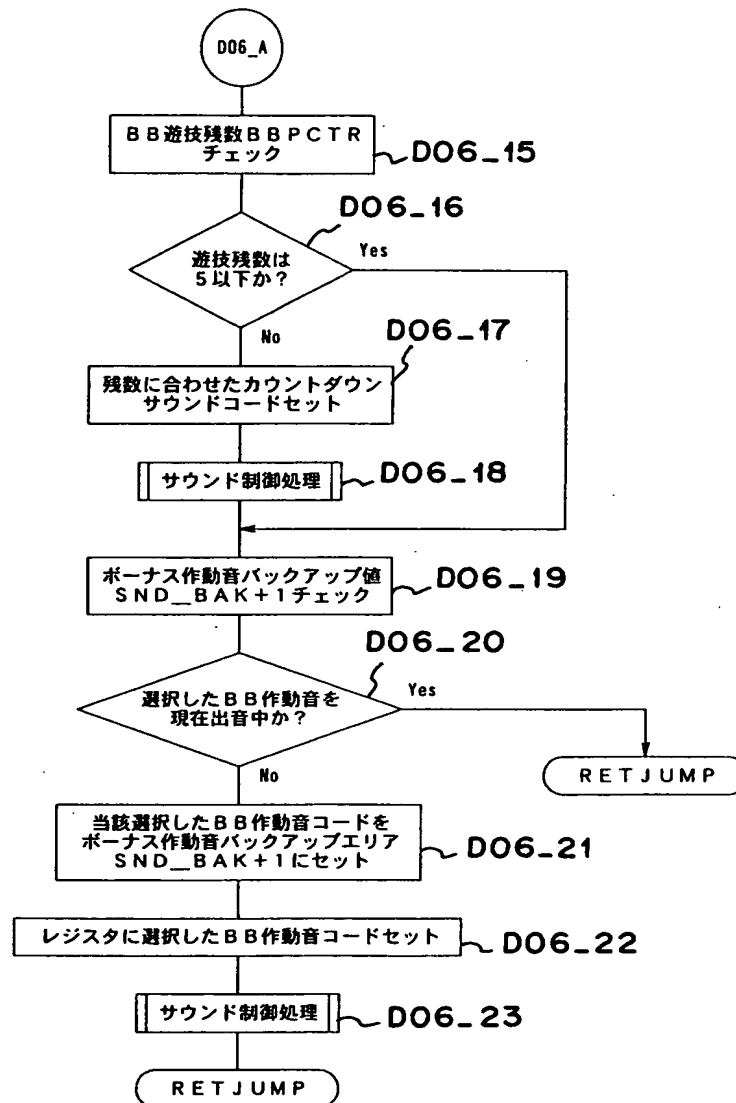 D06_A
BB遊技残数BBPCTR
チェック
D06_15
D06_16
遊技残数は
5以下か?
Yes
No
D06_17
残数に合わせたカウントダウン
サウンドコードセット
サウンド制御処理
D06_18
ボーナス作動音バックアップ値
SND__BAK+1チェック
D06_19
D06_20
選択したBB作動音を
現在出音中か?
Yes
No
RETJUMP
当該選択したBB作動音コードを
ボーナス作動音バックアップエリア
SND__BAK+1にセット
D06_21
レジスタに選択したBB作動音コードセット
D06_22
サウンド制御処理
D06_23
RETJUMP